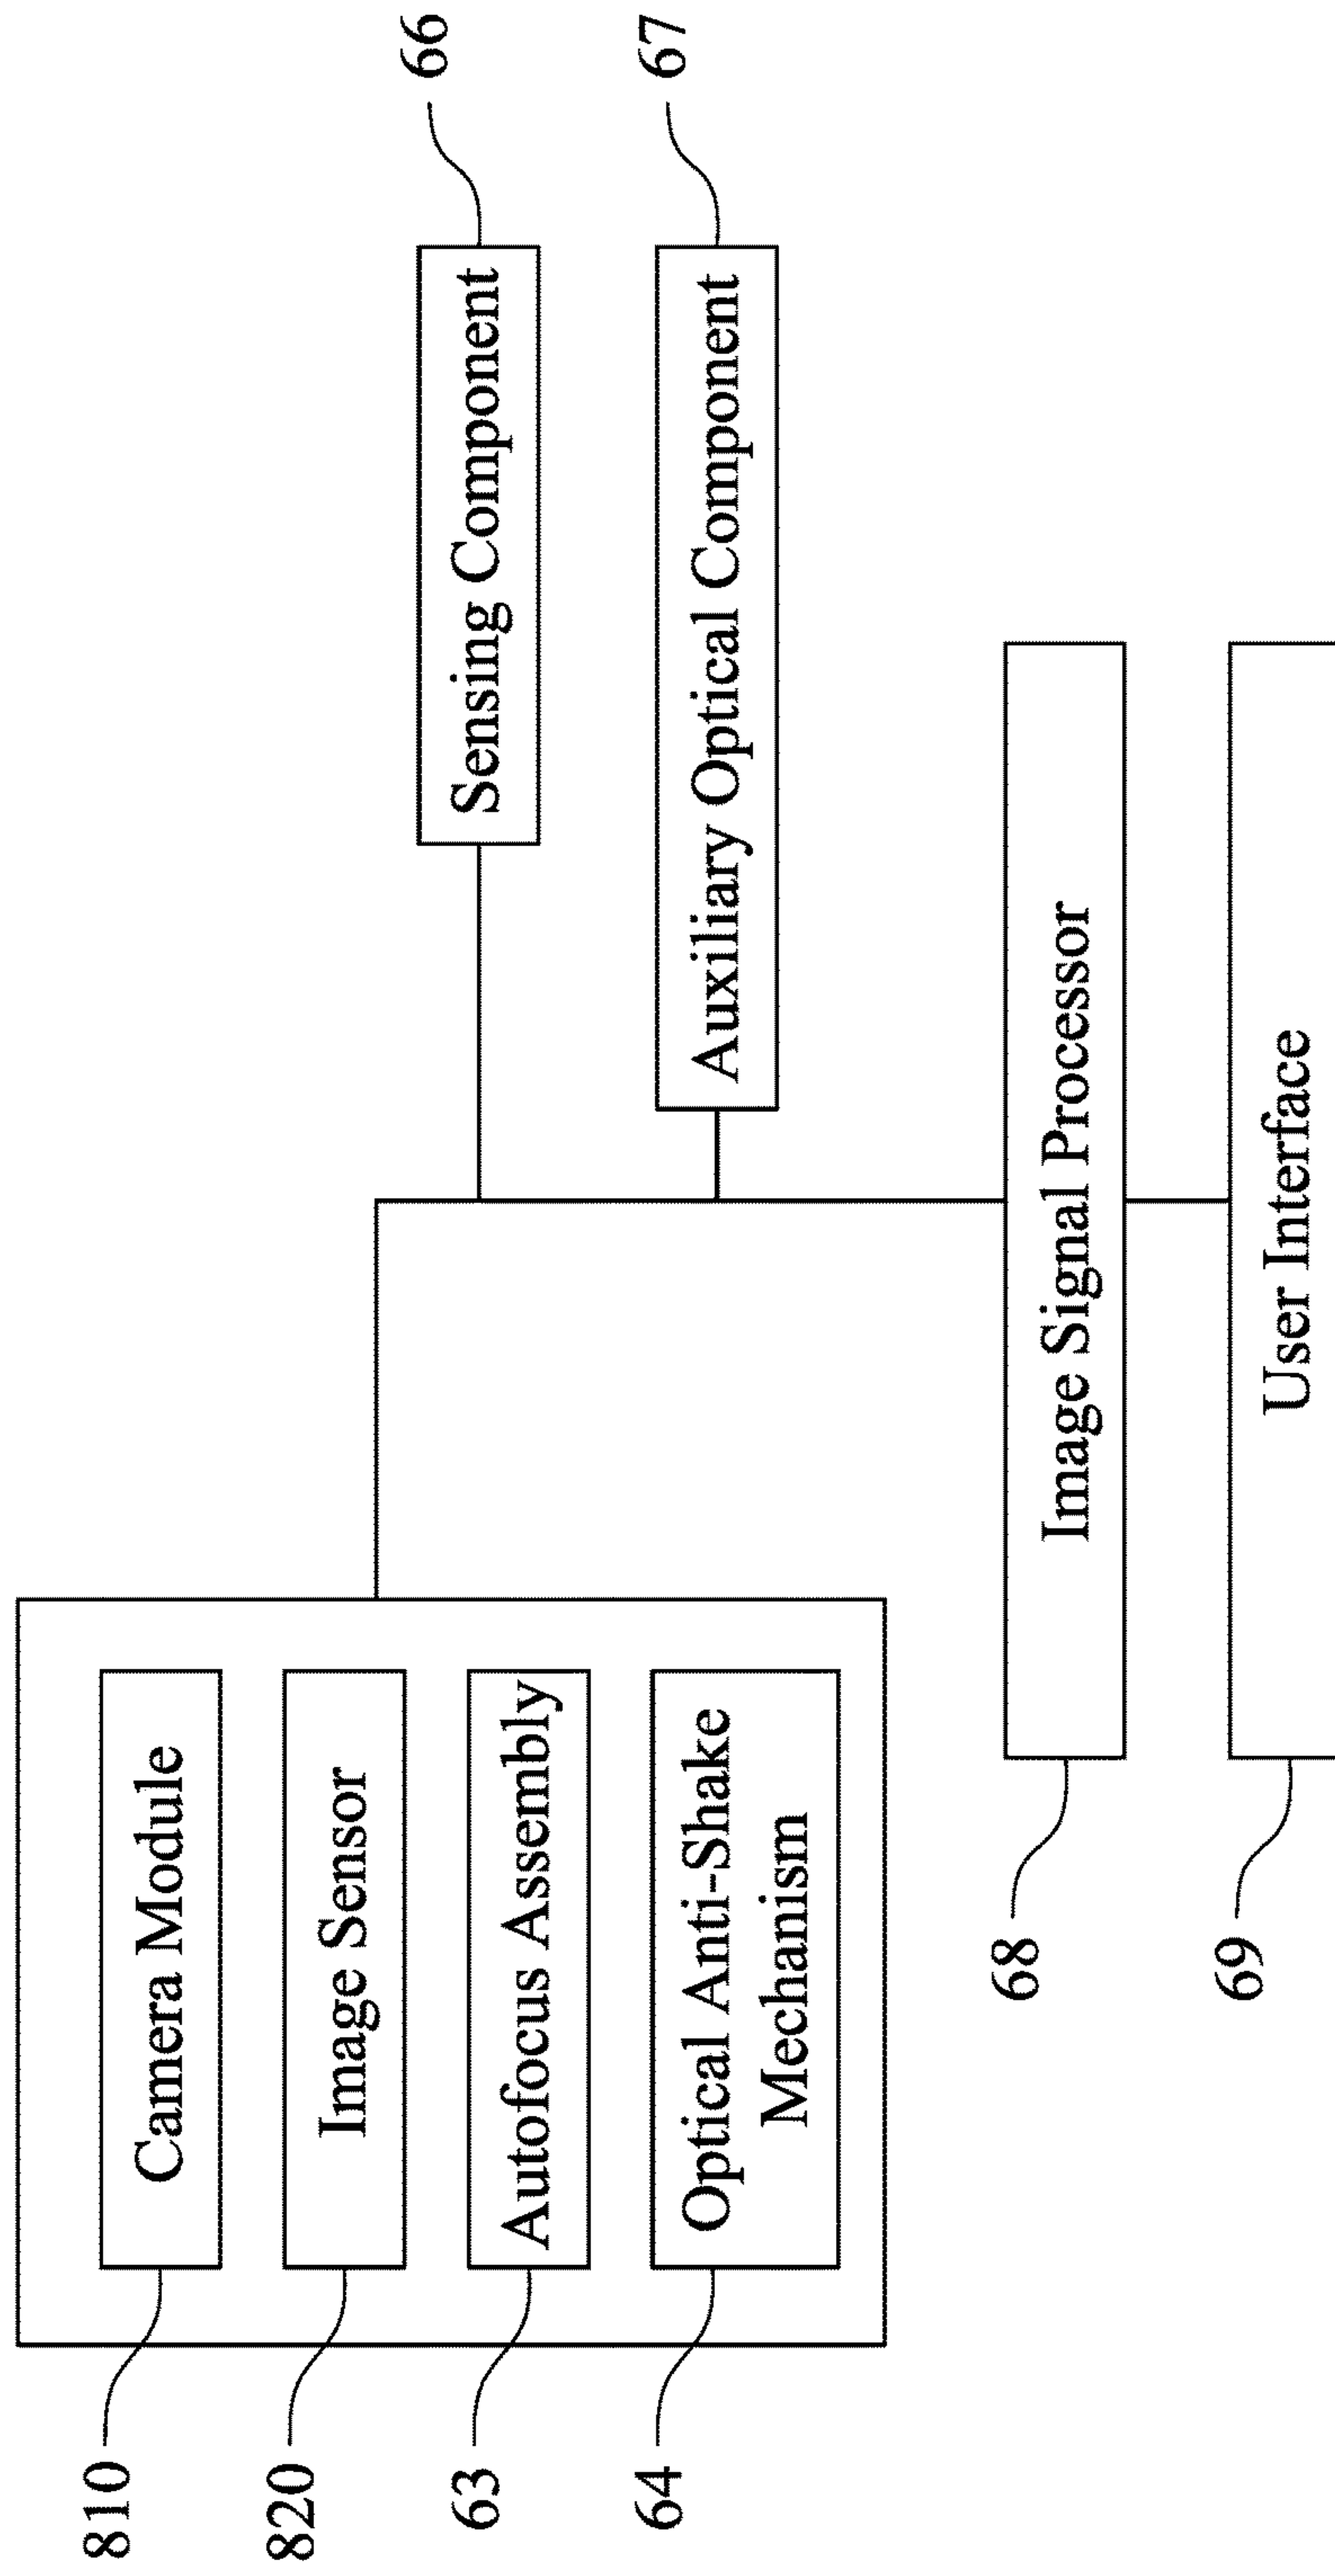 810
Camera Module
820
Image Sensor
63
Autofocus Assembly
64
Optical Anti-Shake
Mechanism
Sensing Component
66
Auxiliary Optical Component
67
68
Image Signal Processor
69
User Interface